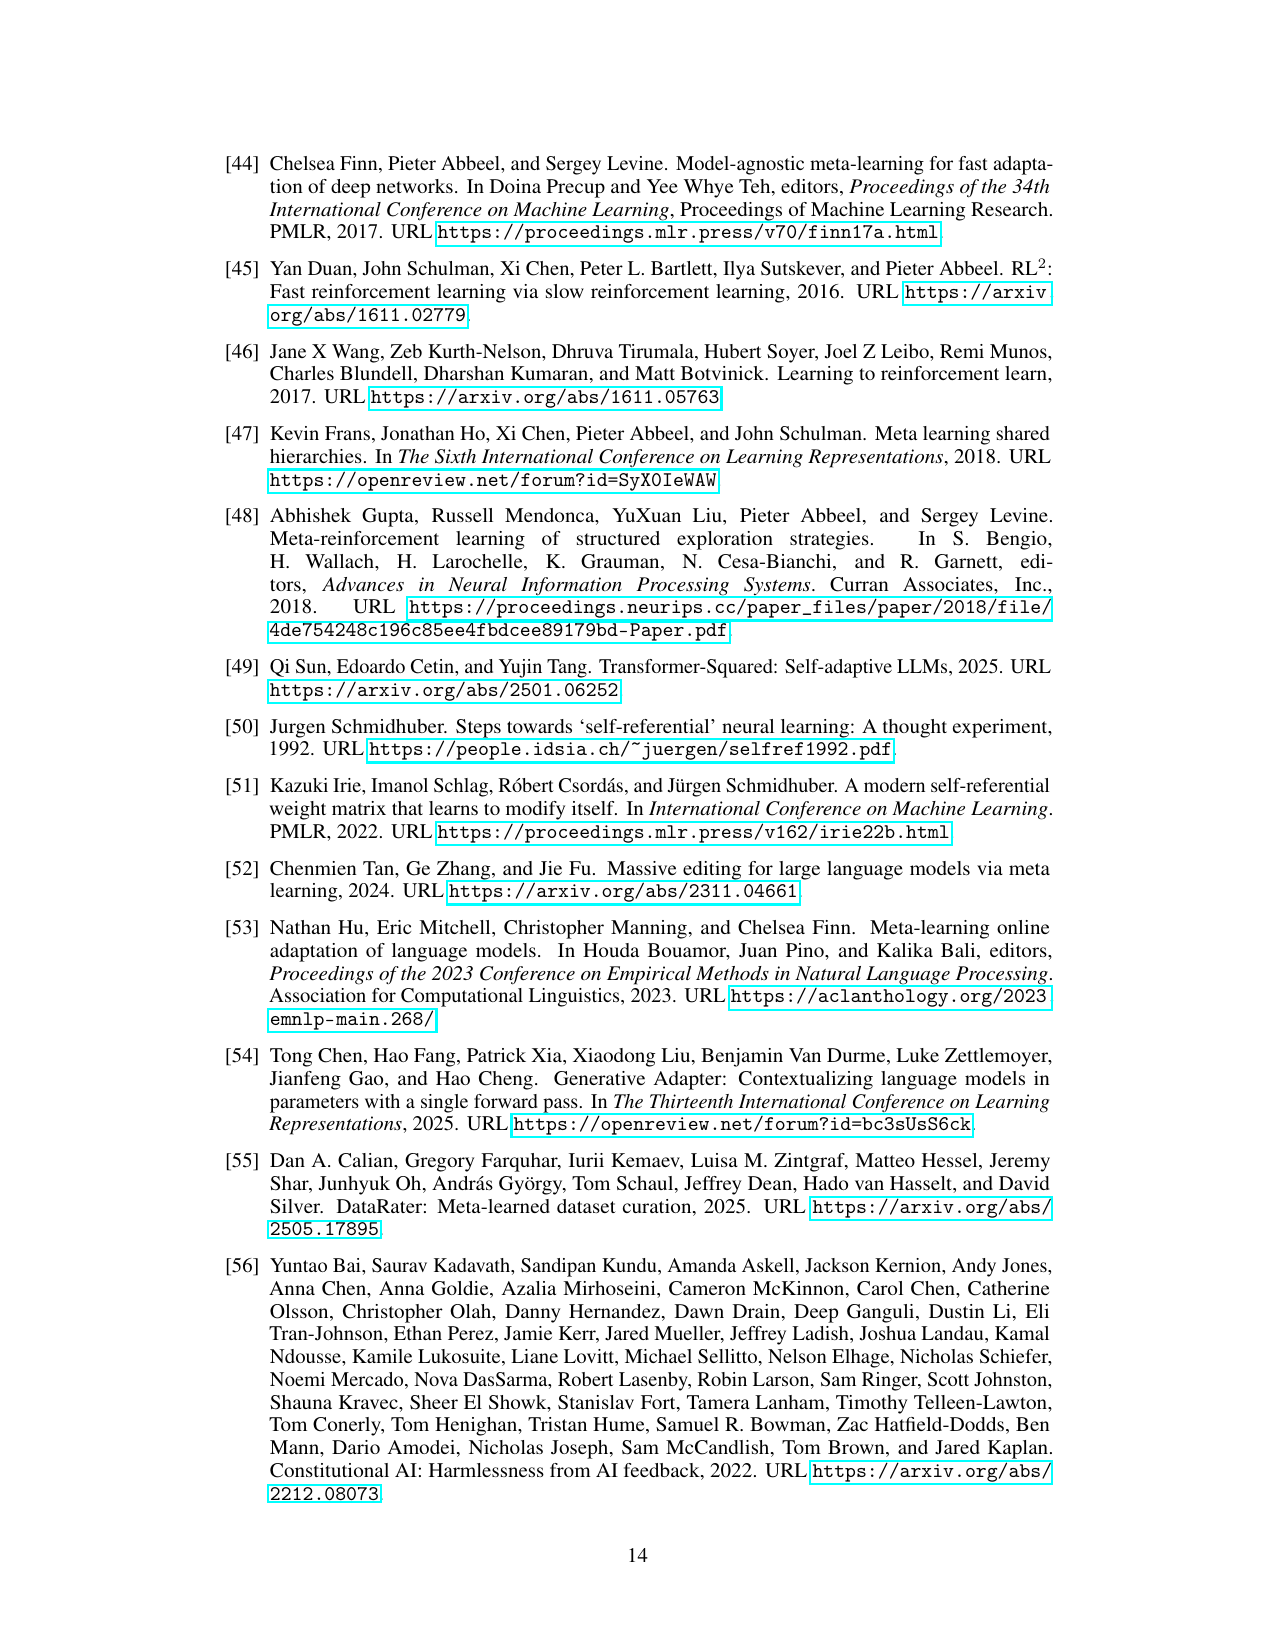 [44] Chelsea Finn, Pieter Abbeel, and Sergey Levine. Model-agnostic meta-learning for fast adapta-
tion of deep networks. In Doina Precup and Yee Whye Teh, editors, Proceedings of the 34th
International Conference on Machine Learning, Proceedings of Machine Learning Research.
PMLR, 2017. URL https://proceedings.mlr.press/v70/finn17a.html.
[45] Yan Duan, John Schulman, Xi Chen, Peter L. Bartlett, Ilya Sutskever, and Pieter Abbeel. RL²:
Fast reinforcement learning via slow reinforcement learning, 2016. URL https://arxiv.
org/abs/1611.02779.
[46] Jane X Wang, Zeb Kurth-Nelson, Dhruva Tirumala, Hubert Soyer, Joel Z Leibo, Remi Munos,
Charles Blundell, Dharshan Kumaran, and Matt Botvinick. Learning to reinforcement learn,
2017. URL https://arxiv.org/abs/1611.05763.
[47] Kevin Frans, Jonathan Ho, Xi Chen, Pieter Abbeel, and John Schulman. Meta learning shared
hierarchies. In The Sixth International Conference on Learning Representations, 2018. URL
https://openreview.net/forum?id=SyX0IeWAW.
[48] Abhishek Gupta, Russell Mendonca, YuXuan Liu, Pieter Abbeel, and Sergey Levine.
Meta-reinforcement learning of structured exploration strategies. In S. Bengio,
H. Wallach, H. Larochelle, K. Grauman, N. Cesa-Bianchi, and R. Garnett, edi-
tors, Advances in Neural Information Processing Systems. Curran Associates, Inc.,
2018. URL https://proceedings.neurips.cc/paper_files/paper/2018/file/
4de754248c196c85ee4fbdcee89179bd-Paper.pdf.
[49] Qi Sun, Edoardo Cetin, and Yujin Tang. Transformer-Squared: Self-adaptive LLMs, 2025. URL
https://arxiv.org/abs/2501.06252.
[50] Jurgen Schmidhuber. Steps towards ‘self-referential’ neural learning: A thought experiment,
1992. URL https://people.idsia.ch/~juergen/selfref1992.pdf.
[51] Kazuki Irie, Imanol Schlag, Róbert Csordás, and Jürgen Schmidhuber. A modern self-referential
weight matrix that learns to modify itself. In International Conference on Machine Learning.
PMLR, 2022. URL https://proceedings.mlr.press/v162/irie22b.html.
[52] Chenmien Tan, Ge Zhang, and Jie Fu. Massive editing for large language models via meta
learning, 2024. URL https://arxiv.org/abs/2311.04661.
[53] Nathan Hu, Eric Mitchell, Christopher Manning, and Chelsea Finn. Meta-learning online
adaptation of language models. In Houda Bouamor, Juan Pino, and Kalika Bali, editors,
Proceedings of the 2023 Conference on Empirical Methods in Natural Language Processing.
Association for Computational Linguistics, 2023. URL https://aclanthology.org/2023.
emnlp-main.268/.
[54] Tong Chen, Hao Fang, Patrick Xia, Xiaodong Liu, Benjamin Van Durme, Luke Zettlemoyer,
Jianfeng Gao, and Hao Cheng. Generative Adapter: Contextualizing language models in
parameters with a single forward pass. In The Thirteenth International Conference on Learning
Representations, 2025. URL https://openreview.net/forum?id=bc3sUsS6ck.
[55] Dan A. Calian, Gregory Farquhar, Iurii Kemaev, Luisa M. Zintgraf, Matteo Hessel, Jeremy
Shar, Junhyuk Oh, András György, Tom Schaul, Jeffrey Dean, Hado van Hasselt, and David
Silver. DataRater: Meta-learned dataset curation, 2025. URL https://arxiv.org/abs/
2505.17895.
[56] Yuntao Bai, Saurav Kadavath, Sandipan Kundu, Amanda Askell, Jackson Kernion, Andy Jones,
Anna Chen, Anna Goldie, Azalia Mirhoseini, Cameron McKinnon, Carol Chen, Catherine
Olsson, Christopher Olah, Danny Hernandez, Dawn Drain, Deep Ganguli, Dustin Li, Eli
Tran-Johnson, Ethan Perez, Jamie Kerr, Jared Mueller, Jeffrey Ladish, Joshua Landau, Kamal
Ndousse, Kamile Lukosuite, Liane Lovitt, Michael Sellitto, Nelson Elhage, Nicholas Schiefer,
Noemi Mercado, Nova DasSarma, Robert Lasenby, Robin Larson, Sam Ringer, Scott Johnston,
Shauna Kravec, Sheer El Showk, Stanislav Fort, Tamera Lanham, Timothy Telleen-Lawton,
Tom Conerly, Tom Henighan, Tristan Hume, Samuel R. Bowman, Zac Hatfield-Dodds, Ben
Mann, Dario Amodei, Nicholas Joseph, Sam McCandlish, Tom Brown, and Jared Kaplan.
Constitutional AI: Harmlessness from AI feedback, 2022. URL https://arxiv.org/abs/
2212.08073.
14